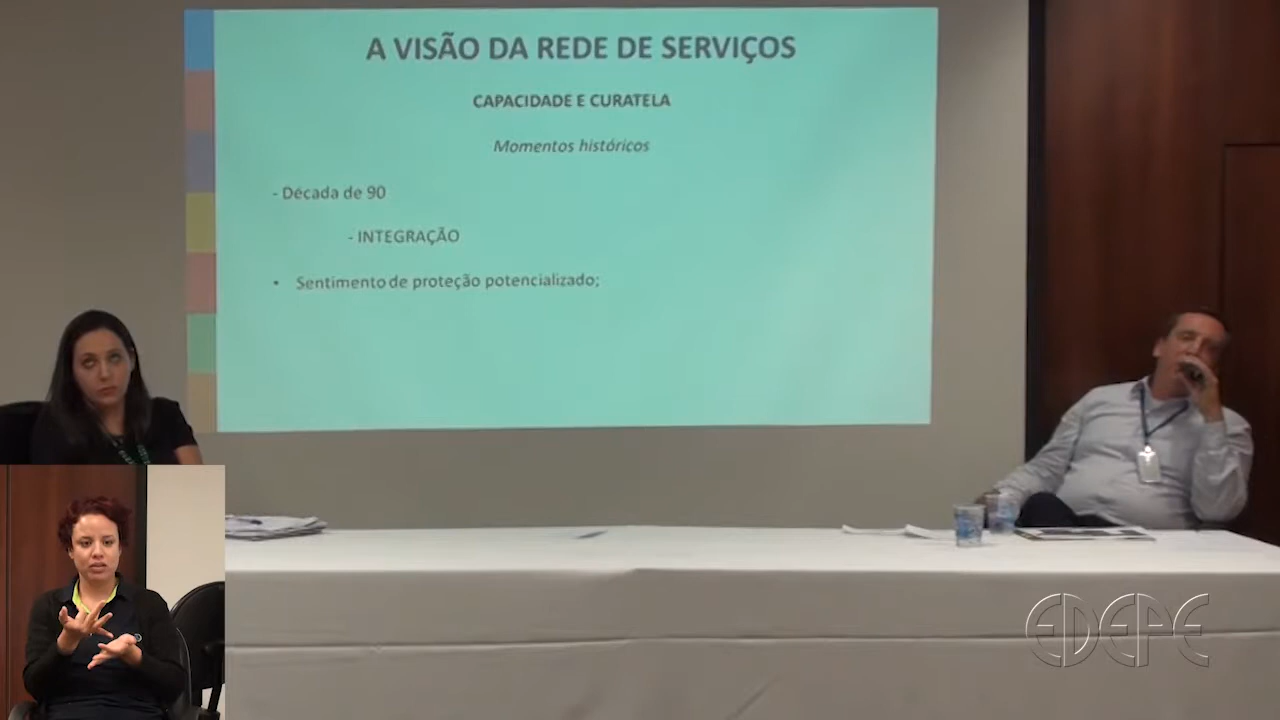 A VISÃO DA REDE DE SERVIÇOS
CAPACIDADE E CURATELA
Momentos históricos
- Década de 90
- INTEGRAÇÃO
• Sentimento de proteção potencializado;
EDEPE